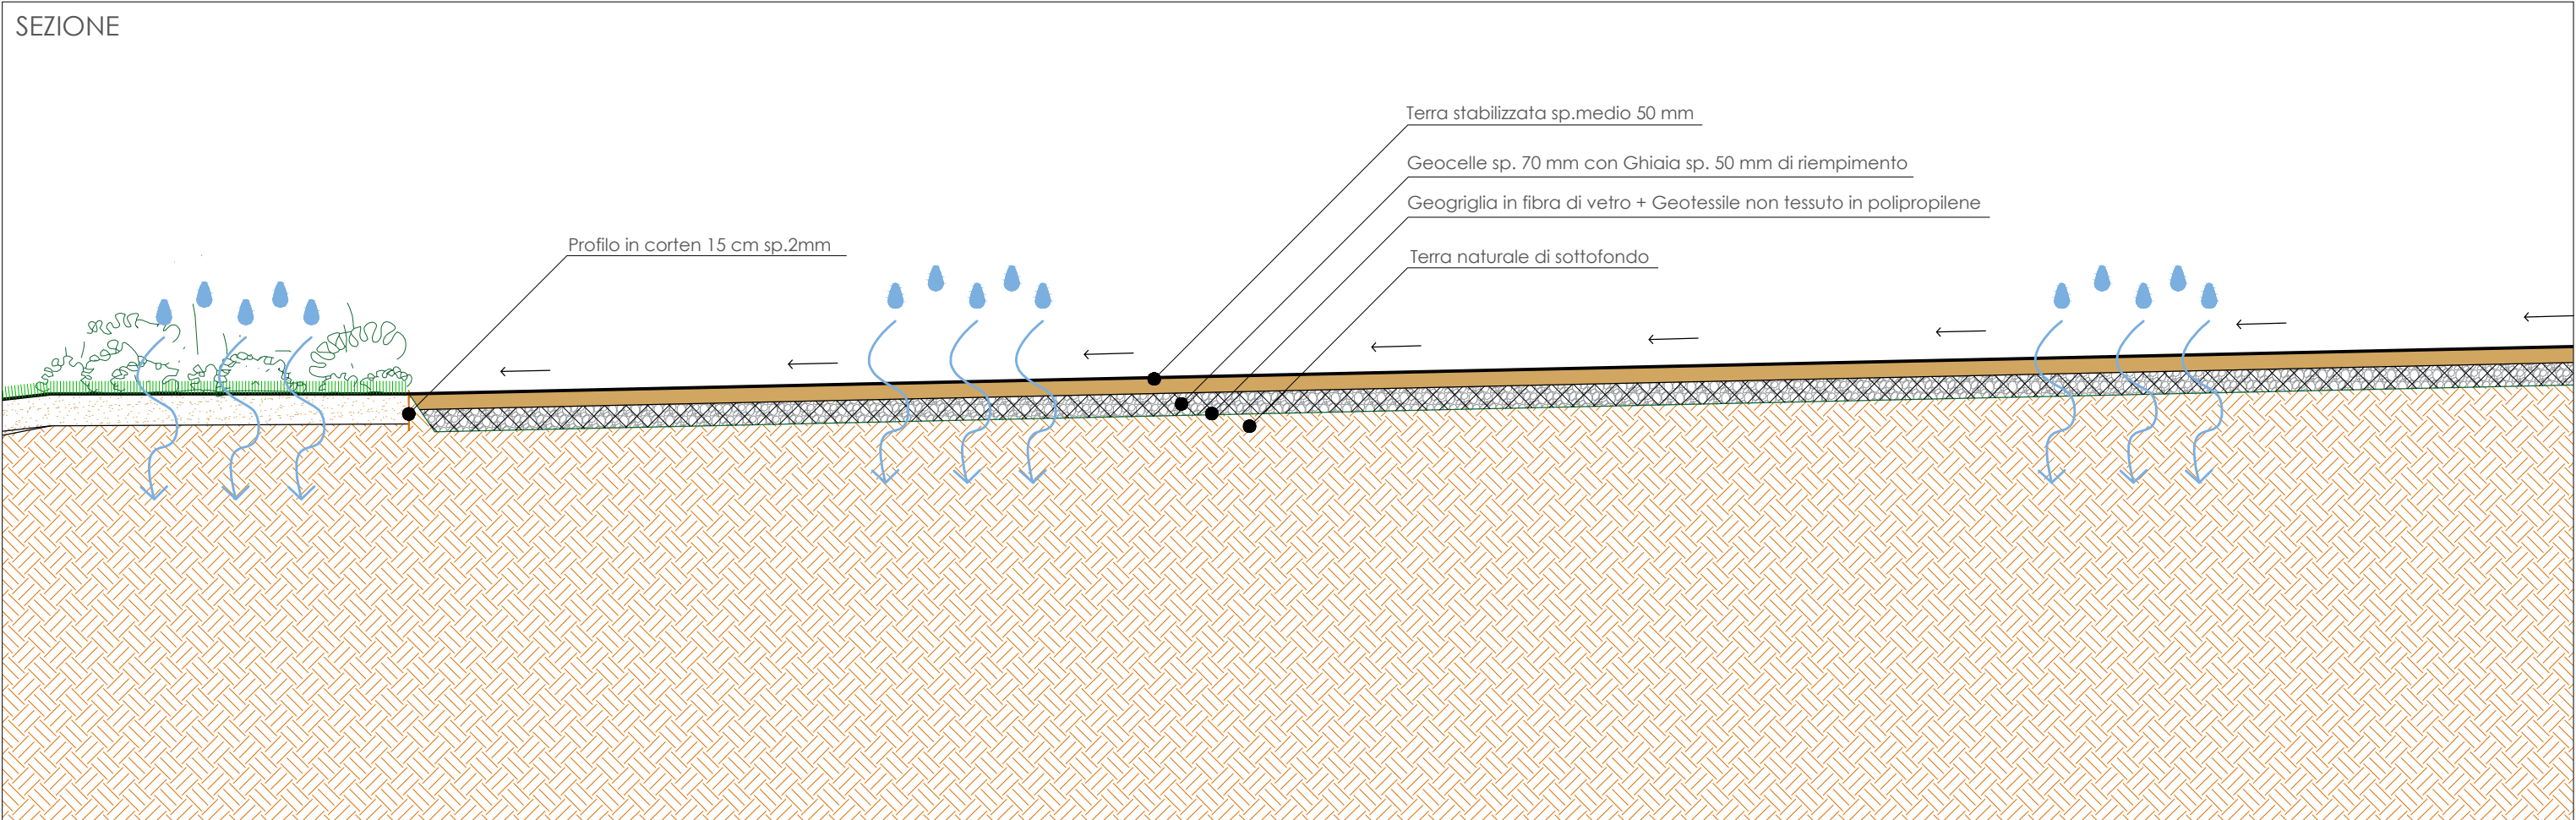 SEZIONE
Terra stabilizzata sp.medio 50 mm
Geocelle sp. 70 mm con Ghiaia sp. 50 mm di riempimento
Geogriglia in fibra di vetro + Geotessile non tessuto in polipropilene
Profilo in corten 15 cm sp.2mm
Terra naturale di sottofondo